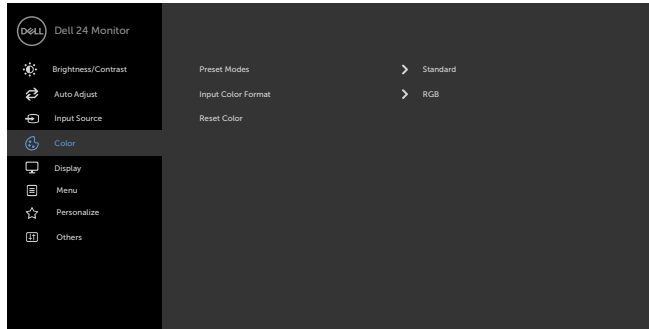 DELL Dell 24 Monitor
Brightness/Contrast Preset Modes Standard
Auto Adjust Input Color Format RGB
Input Source Reset Color
Color
Display
Menu
Personalize
Others